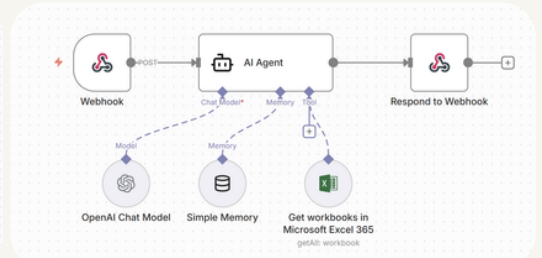 POST
AI Agent
Webhook
Chat Model*
Memory
Tool
Respond to Webhook
Model
Memory
OpenAI Chat Model
Simple Memory
Get workbooks in
Microsoft Excel 365
getAll: workbook